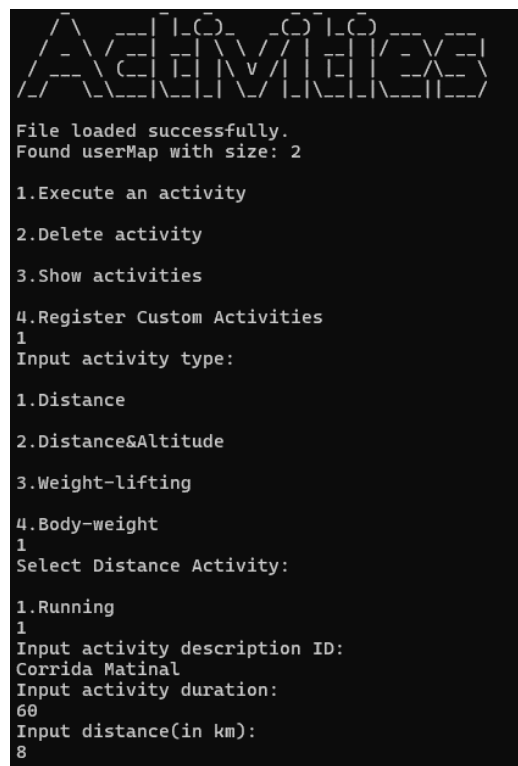 Activities
File loaded successfully.
Found userMap with size: 2
1.Execute an activity
2.Delete activity
3.Show activities
4.Register Custom Activities
1
Input activity type:
1.Distance
2.Distance&Altitude
3.Weight-lifting
4.Body-weight
1
Select Distance Activity:
1.Running
1
Input activity description ID:
Corrida Matinal
Input activity duration:
60
Input distance(in km):
8